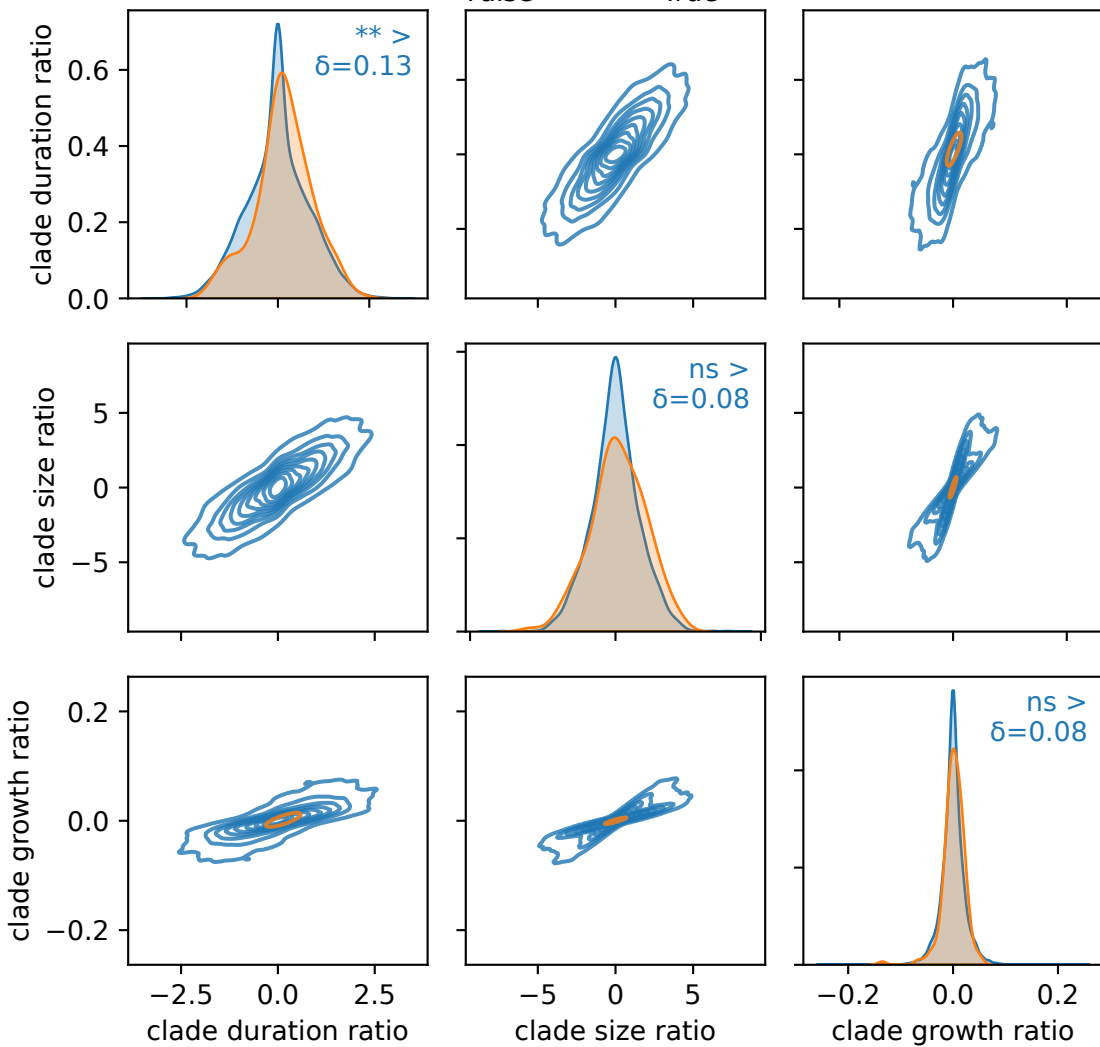 clade duration ratio
0.6
0.4
0.2
0.0
** >
δ=0.13
clade size ratio
5
0
−5
ns >
δ=0.08
clade growth ratio
0.2
0.0
−0.2
ns >
δ=0.08
−2.5 0.0 2.5
−5 0 5
−0.2 0.0 0.2
clade duration ratio
clade size ratio
clade growth ratio